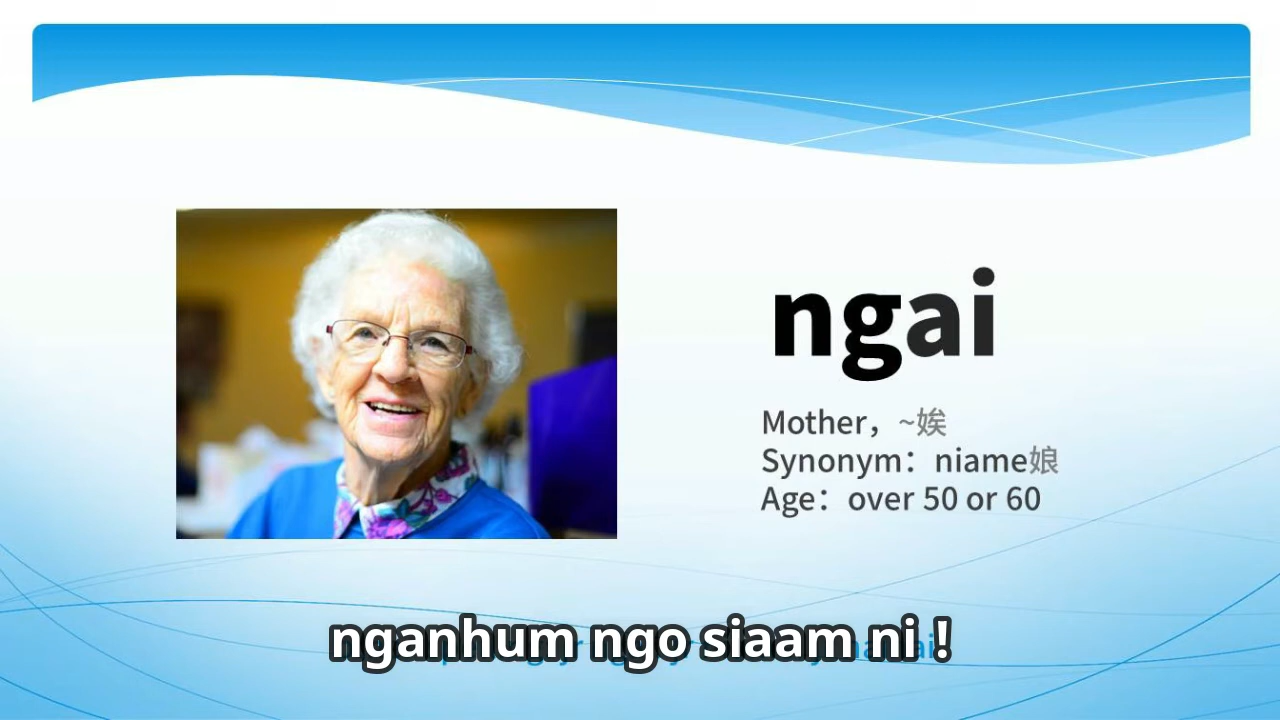 ngai
Mother，~娭
Synonym：niame娘
Age：over 50 or 60
nganhum ngo siaam ni !